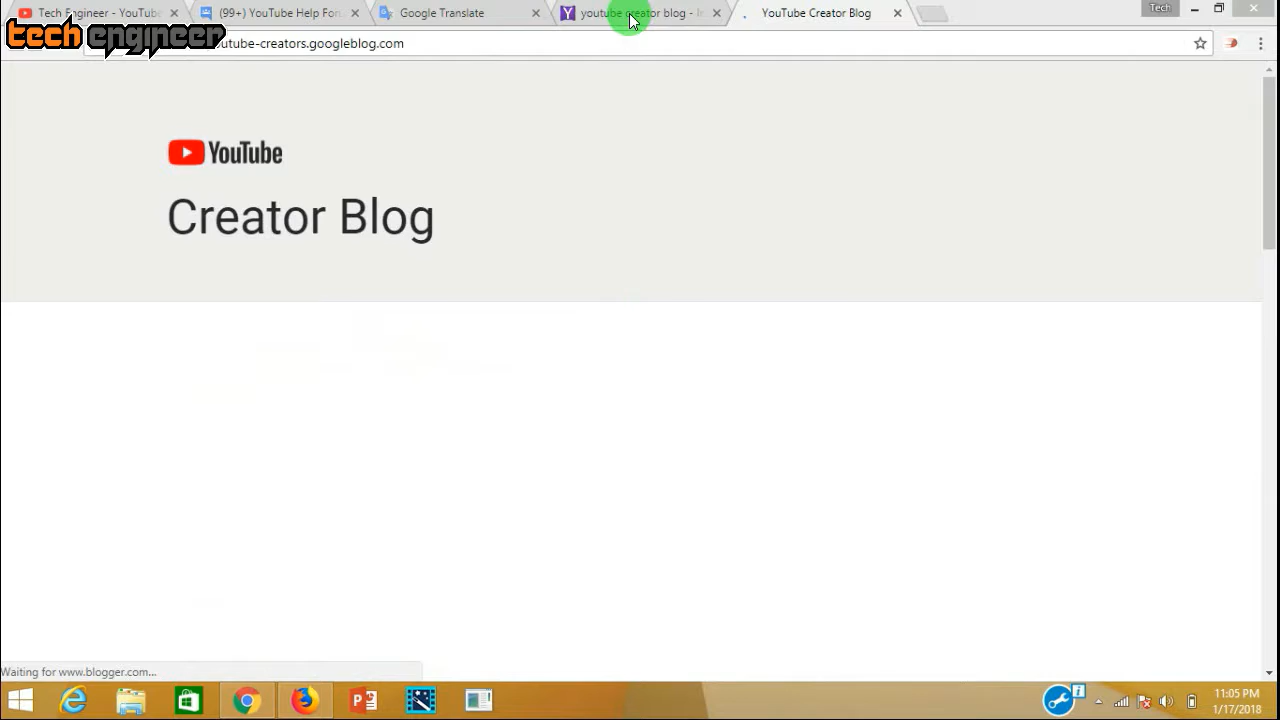 Tech Engineer - YouTube
(99+) YouTube Help For
Google Translate
youtube creator blog - 
YouTube Creator Blog
Tech
tech engineer
utube-creators.googleblog.com
YouTube
Creator Blog
Waiting for www.blogger.com...
11:05 PM
1/17/2018